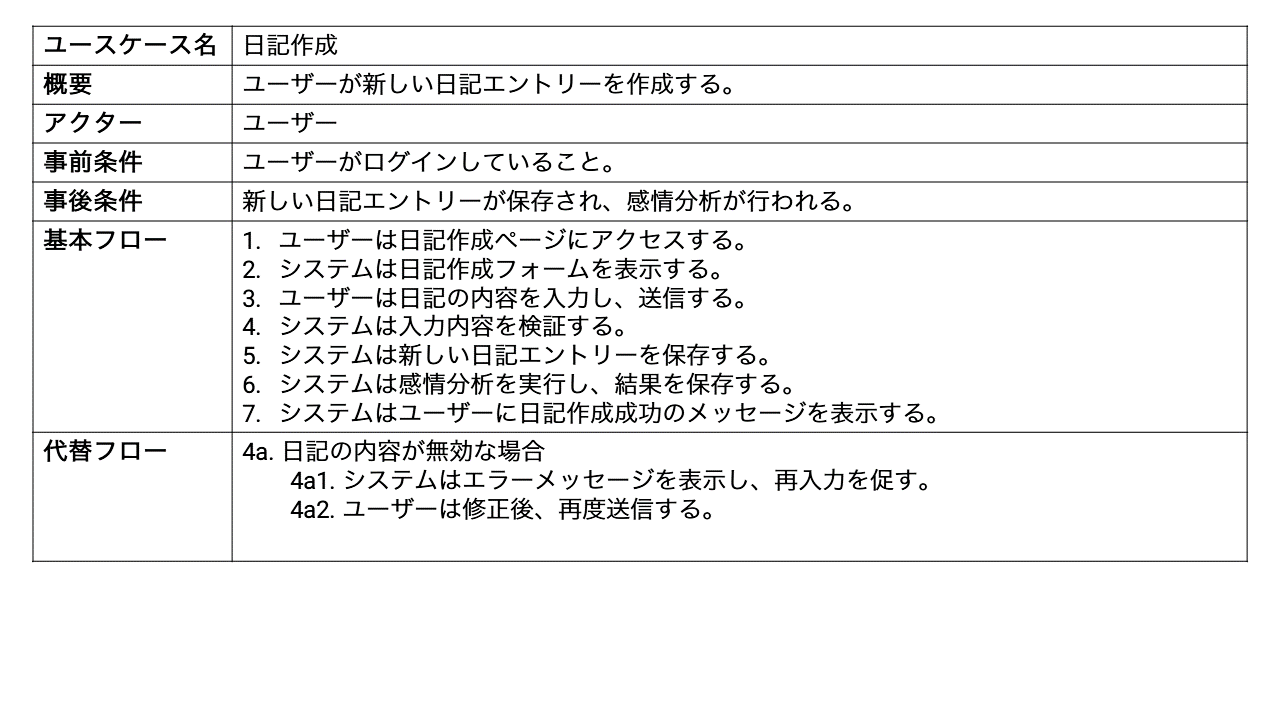 ユースケース名 日記作成
概要 ユーザーが新しい日記エントリーを作成する。
アクター ユーザー
事前条件 ユーザーがログインしていること。
事後条件 新しい日記エントリーが保存され、感情分析が行われる。
基本フロー 1. ユーザーは日記作成ページにアクセスする。
2. システムは日記作成フォームを表示する。
3. ユーザーは日記の内容を入力し、送信する。
4. システムは入力内容を検証する。
5. システムは新しい日記エントリーを保存する。
6. システムは感情分析を実行し、結果を保存する。
7. システムはユーザーに日記作成成功のメッセージを表示する。
代替フロー 4a. 日記の内容が無効な場合
4a1. システムはエラーメッセージを表示し、再入力を促す。
4a2. ユーザーは修正後、再度送信する。